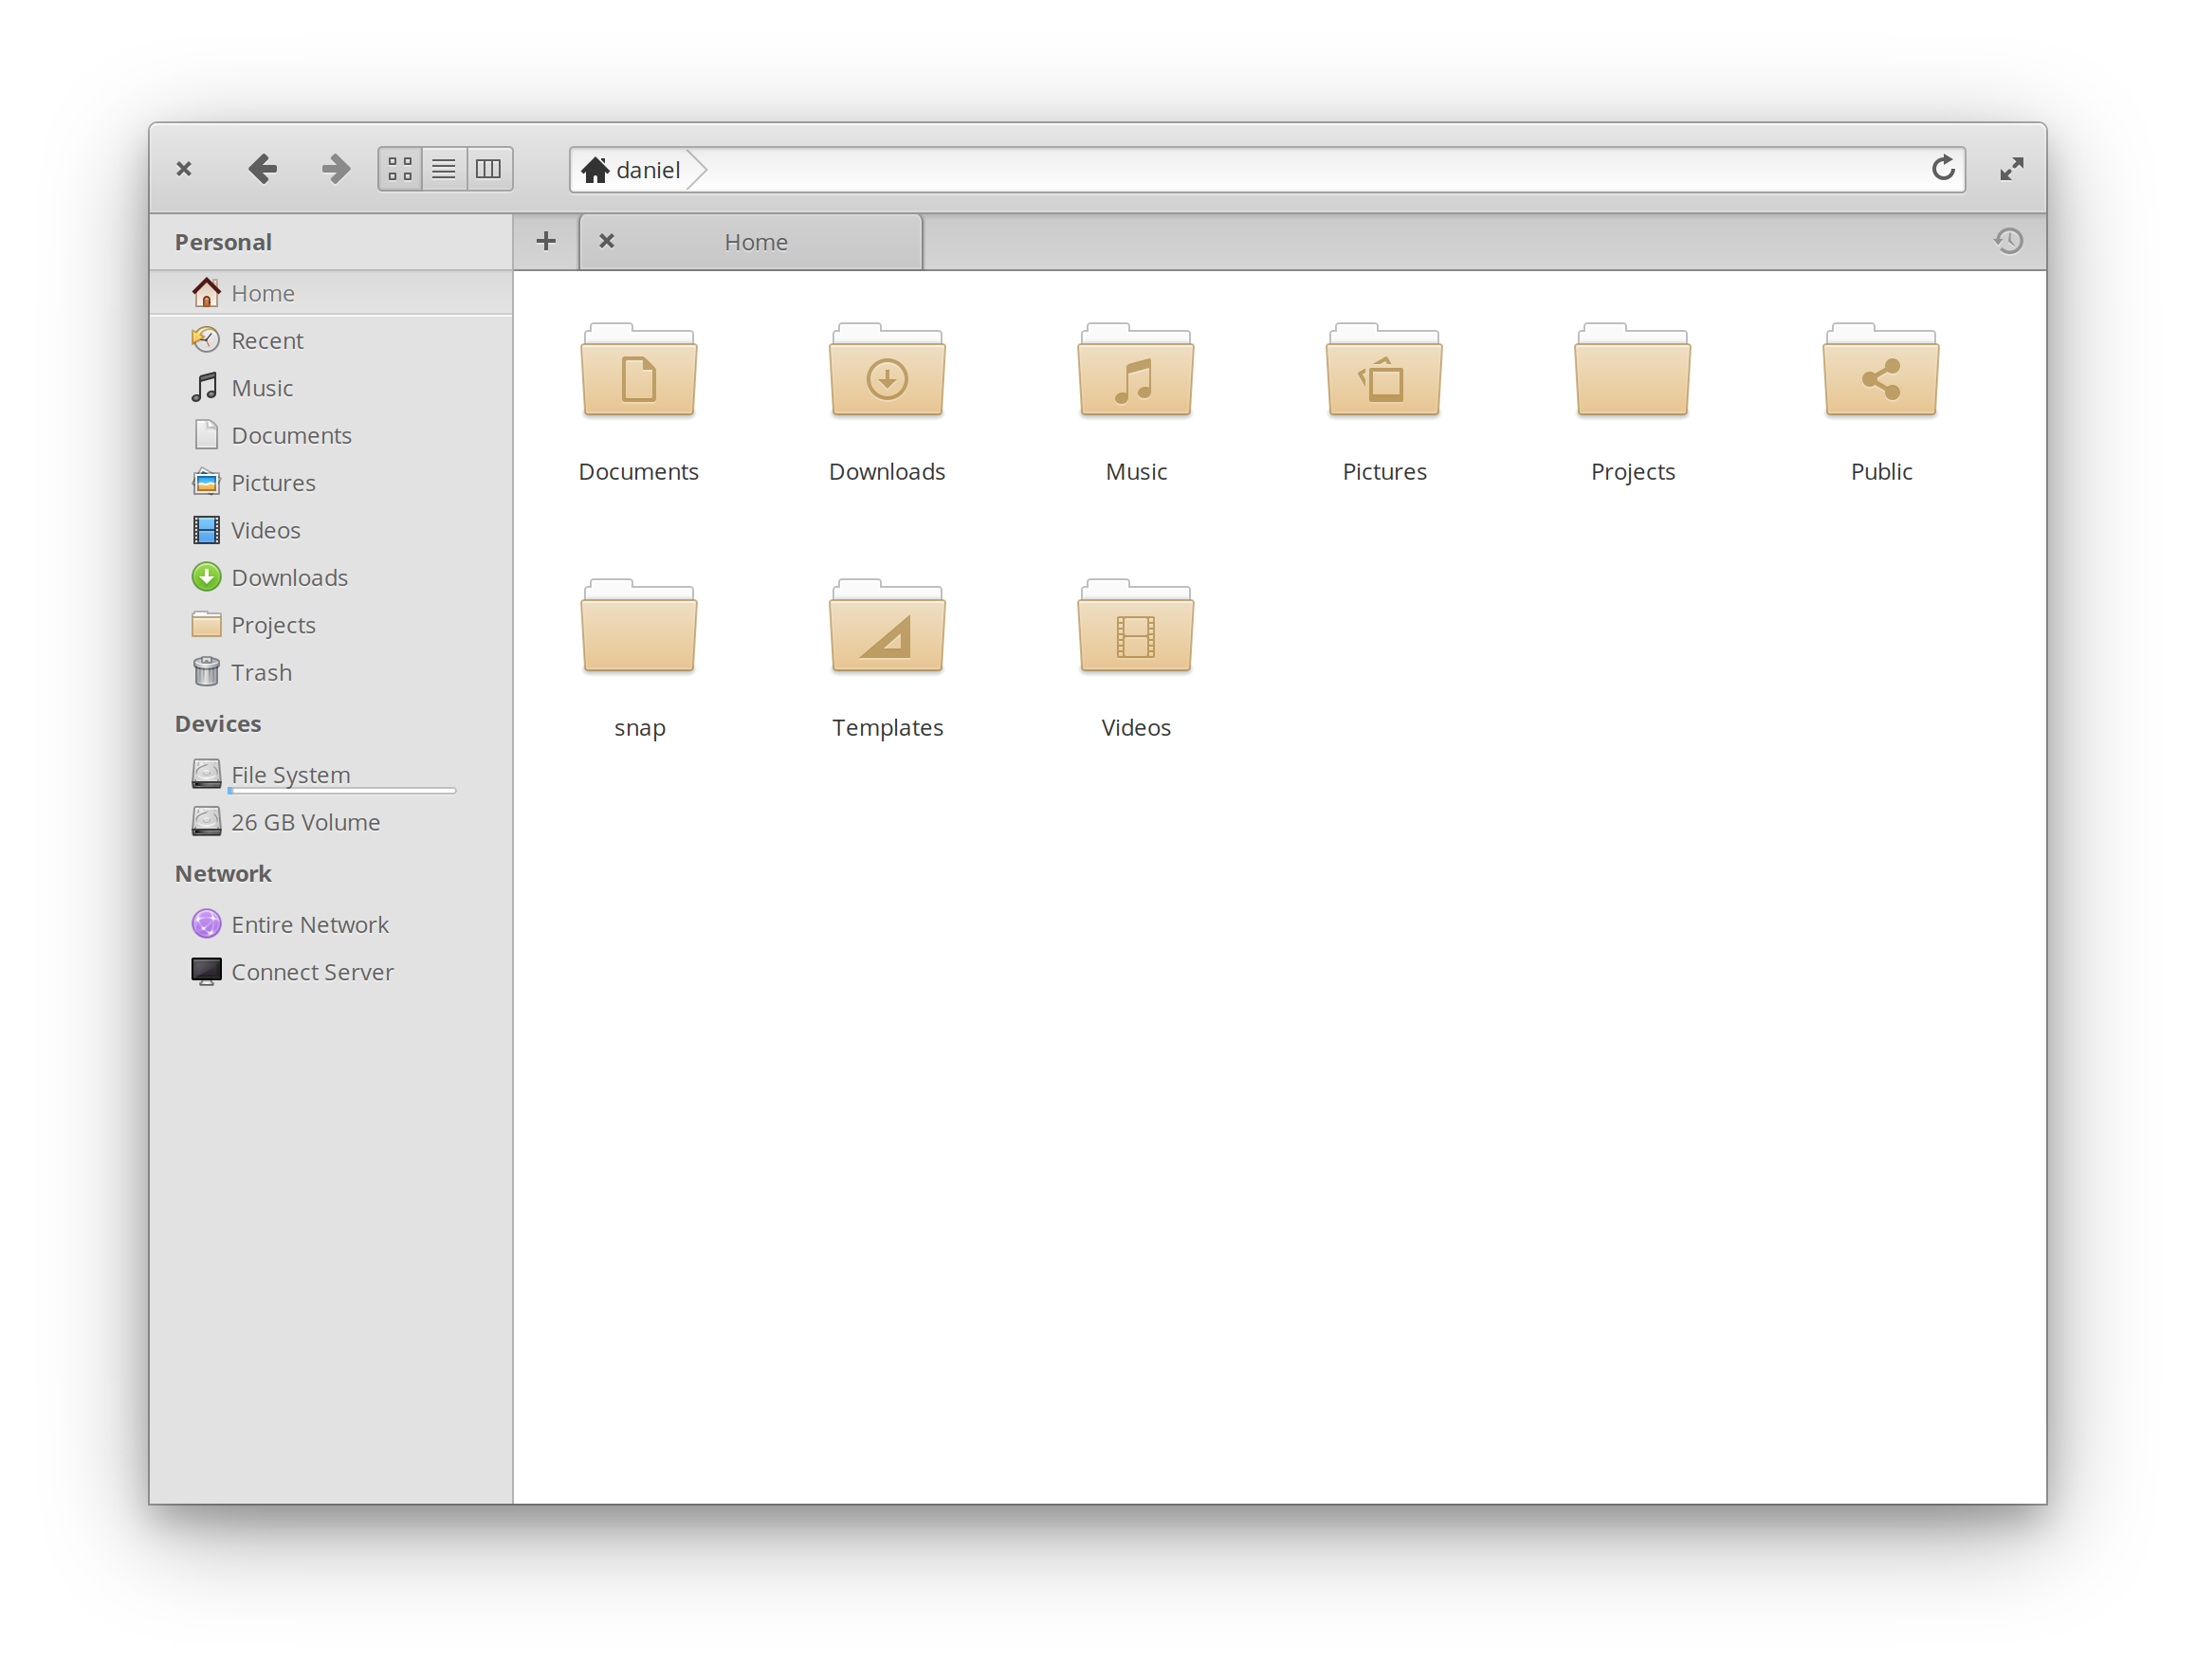 daniel
Personal
Home
Home
Recent
Music
Documents
Pictures
Videos
Downloads
Projects
Trash
Devices
File System
26 GB Volume
Network
Entire Network
Connect Server
Documents
Downloads
Music
Pictures
Projects
Public
snap
Templates
Videos